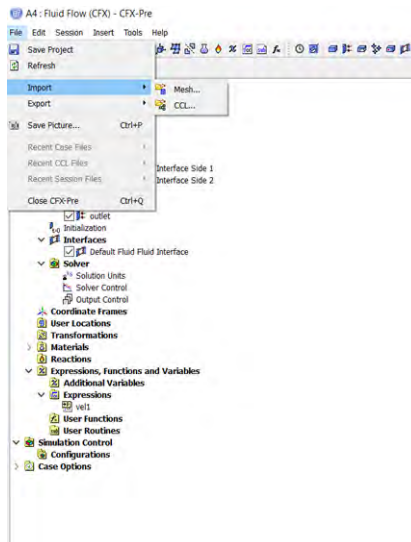 A4 : Fluid Flow (CFX) - CFX-Pre
File Edit Session Insert Tools Help
Save Project
Refresh
Import
Mesh...
Export
CCL...
Save Picture... Ctrl+P
Recent Case Files
Recent CCL Files
Interface Side 1
Recent Session Files
Interface Side 2
Close CFX-Pre Ctrl+Q
outlet
Initialization
Interfaces
Default Fluid Fluid Interface
Solver
Solution Units
Solver Control
Output Control
Coordinate Frames
User Locations
Transformations
Materials
Reactions
Expressions, Functions and Variables
Additional Variables
Expressions
vel1
User Functions
User Routines
Simulation Control
Configurations
Case Options